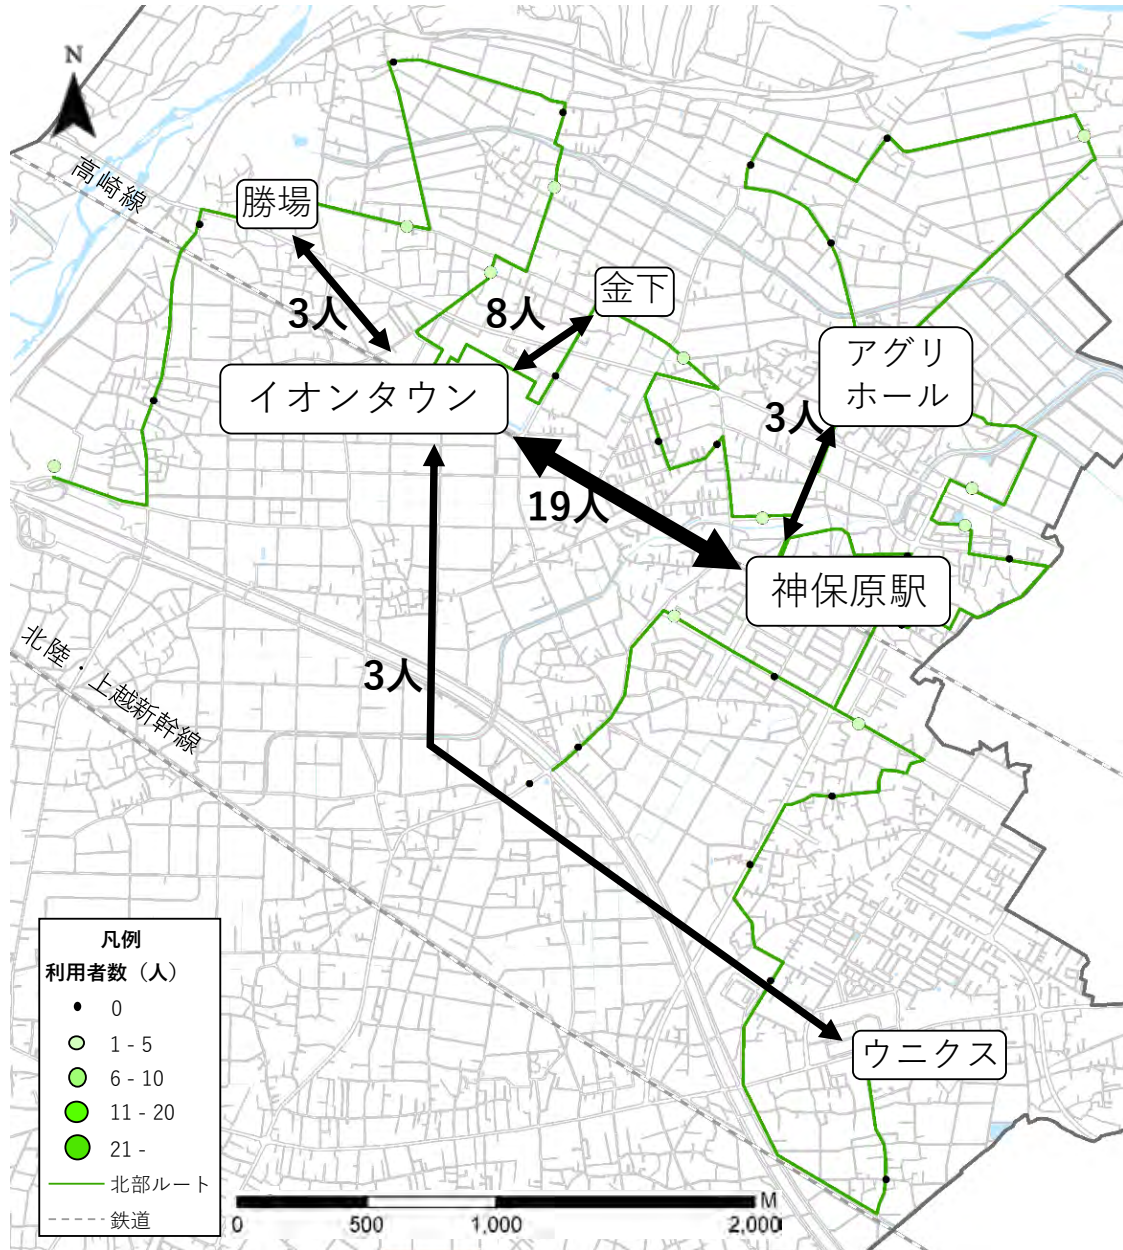 N
高崎線
勝場
3人
8人
金下
イオンタウン
アグリ
ホール
3人
19人
神保原駅
3人
北陸・上越新幹線
ウニクス
凡例
利用者数（人）
0
1 - 5
6 - 10
11 - 20
21 -
北部ルート
鉄道
M
0 500 1,000 2,000